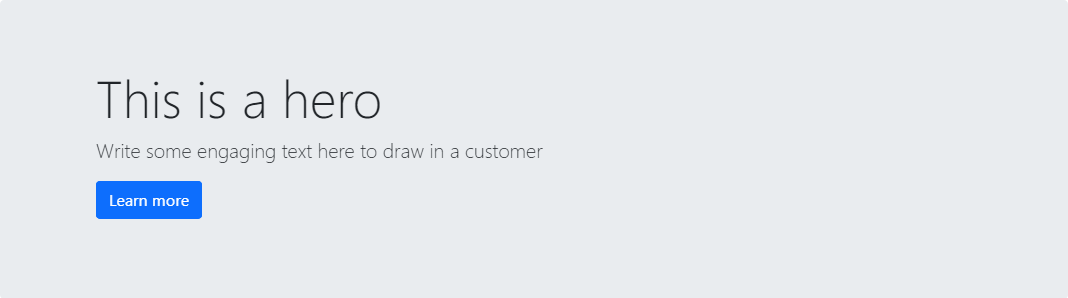 This is a hero
Write some engaging text here to draw in a customer
Learn more